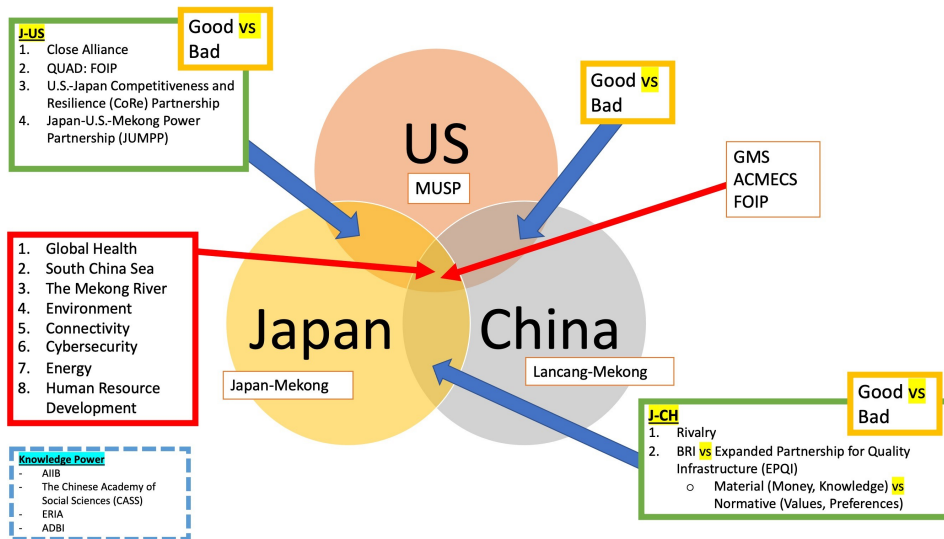 J-US
1. Close Alliance
2. QUAD: FOIP
3. U.S.-Japan Competitiveness and
Resilience (CoRe) Partnership
4. Japan-U.S.-Mekong Power
Partnership (JUMPP)
Good vs
Bad
Good vs
Bad
US
MUSP
GMS
ACMECS
FOIP
1. Global Health
2. South China Sea
3. The Mekong River
4. Environment
5. Connectivity
6. Cybersecurity
7. Energy
8. Human Resource
Development
Japan
Japan-Mekong
China
Lancang-Mekong
Good vs
Bad
J-CH
1. Rivalry
2. BRI vs Expanded Partnership for Quality
Infrastructure (EPQI)
o Material (Money, Knowledge) vs
Normative (Values, Preferences)
Knowledge Power
- AIIB
- The Chinese Academy of
Social Sciences (CASS)
- ERIA
- ADBI